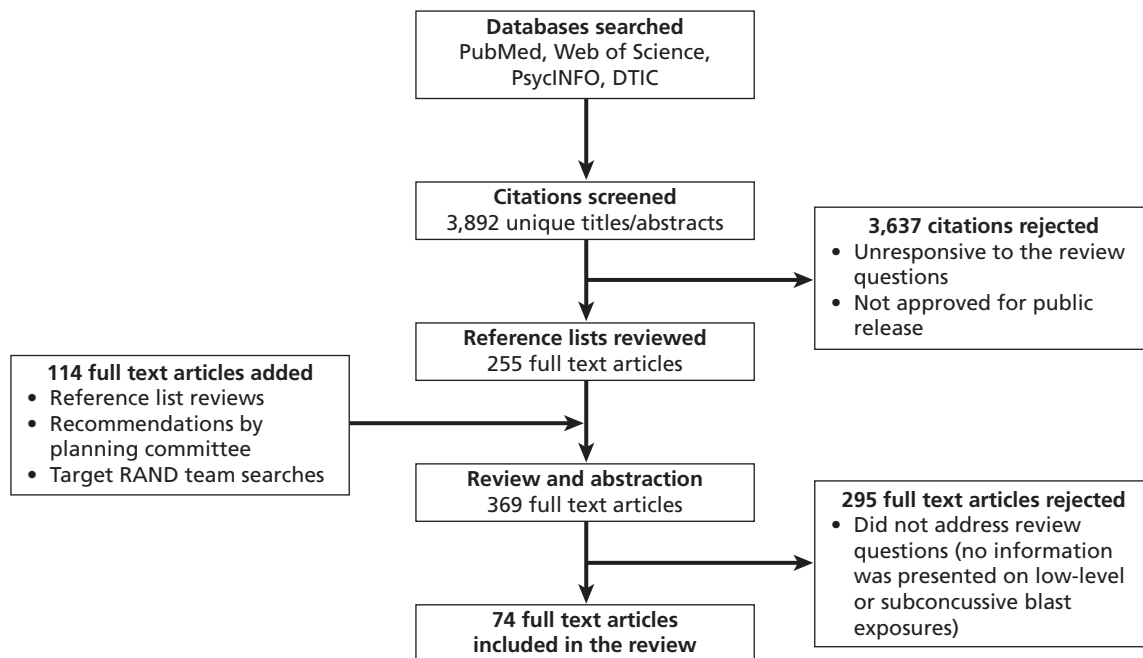 Databases searched
PubMed, Web of Science,
PsycINFO, DTIC
Citations screened
3,892 unique titles/abstracts
3,637 citations rejected
• Unresponsive to the review
questions
• Not approved for public
release
Reference lists reviewed
255 full text articles
114 full text articles added
• Reference list reviews
• Recommendations by
planning committee
• Target RAND team searches
Review and abstraction
369 full text articles
295 full text articles rejected
• Did not address review
questions (no information
was presented on low-level
or subconcussive blast
exposures)
74 full text articles
included in the review